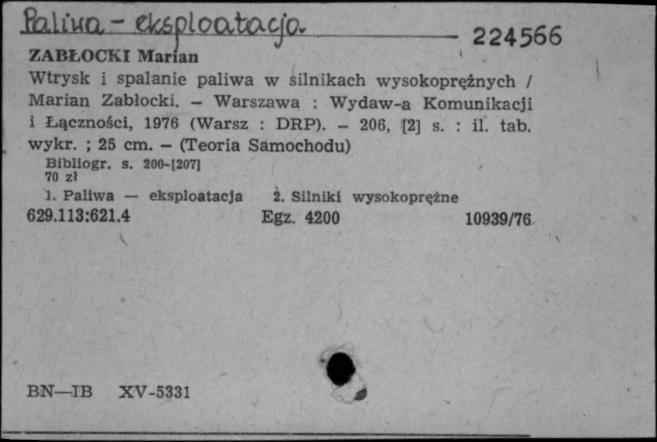 Paliwa - eksploatacja.
224566
ZABŁOCKI Marian
Wtrysk i spalanie paliwa w silnikach wysokoprężnych /
Marian Zabłocki. — Warszawa : Wydaw-a Komunikacji
i Łączności, 1976 (Warsz : DRP). — 206, [2] s. : il. tab.
wykr. ; 25 cm. — (Teoria Samochodu)
Bibliogr. s. 200-[207]
70 zł
1. Paliwa — eksploatacja 2. Silniki wysokoprężne
629.113:621.4 Egz. 4200 10939/76
BN—IB XV-5331